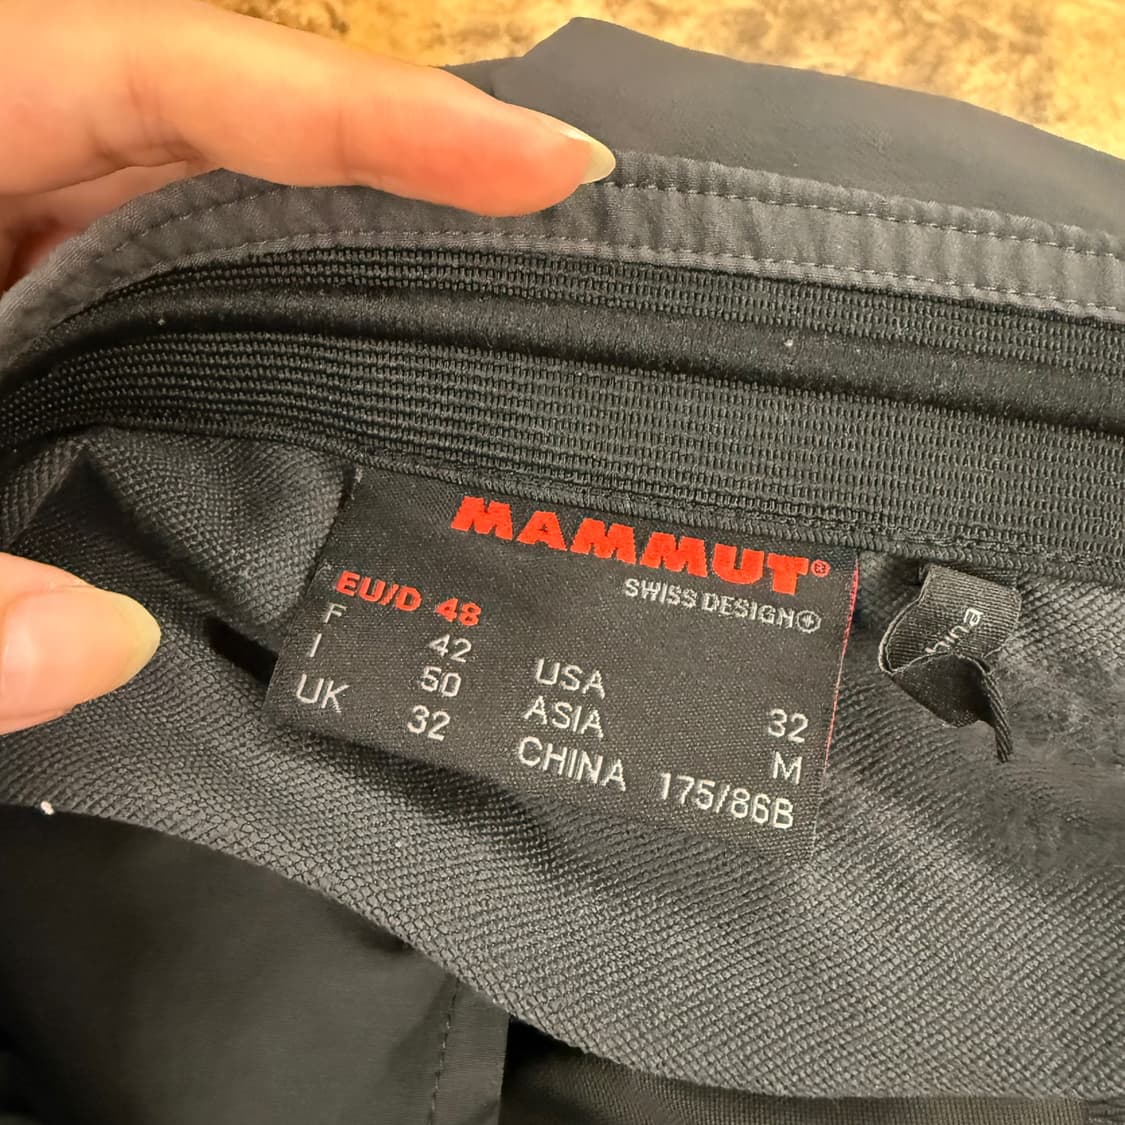 MAMMUT®
SWISS DESIGN
EU/D 48
F 42
I 50
UK 32
USA 32
ASIA M
CHINA 175/86B